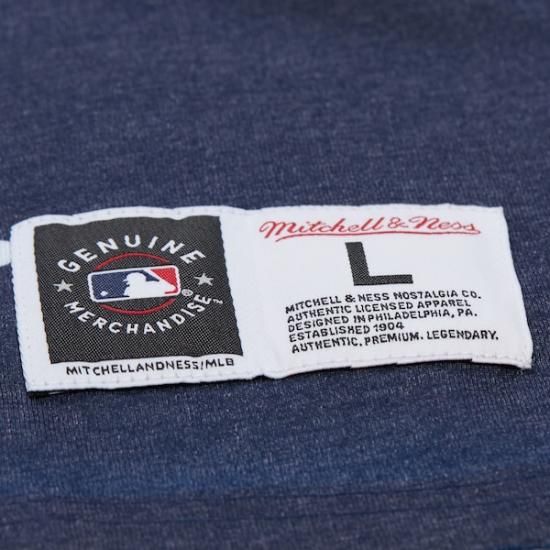 GENUINE
MERCHANDISE®
MITCHELLANDNESS/MLB
Mitchell & Ness
L
MITCHELL & NESS NOSTALGIA CO.
AUTHENTIC LICENSED APPAREL
DESIGNED IN PHILADELPHIA, PA.
ESTABLISHED 1904
AUTHENTIC. PREMIUM. LEGENDARY.